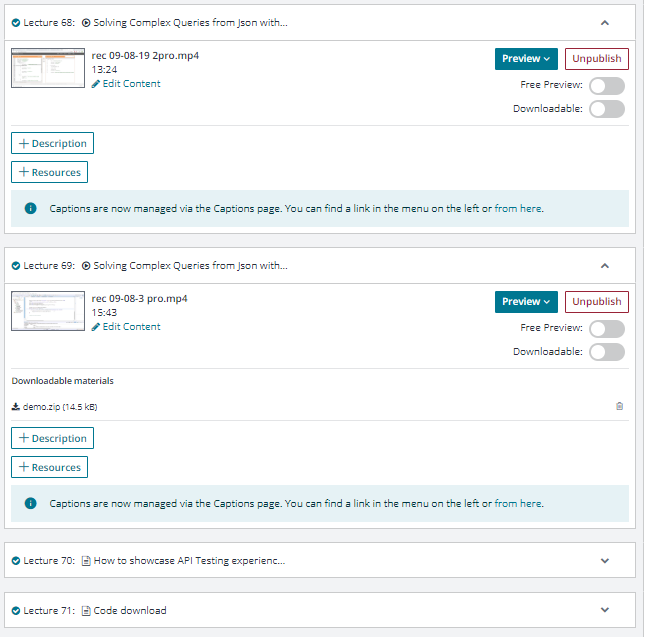 Lecture 68: Solving Complex Queries from Json with...
rec 09-08-19 2pro.mp4
Preview
Unpublish
13:24
Edit Content
Free Preview:
Downloadable:
+ Description
+ Resources
Captions are now managed via the Captions page. You can find a link in the menu on the left or from here.
Lecture 69: Solving Complex Queries from Json with...
rec 09-08-3 pro.mp4
Preview
Unpublish
15:43
Edit Content
Free Preview:
Downloadable:
Downloadable materials
demo.zip (14.5 kB)
+ Description
+ Resources
Captions are now managed via the Captions page. You can find a link in the menu on the left or from here.
Lecture 70: How to showcase API Testing experienc...
Lecture 71: Code download